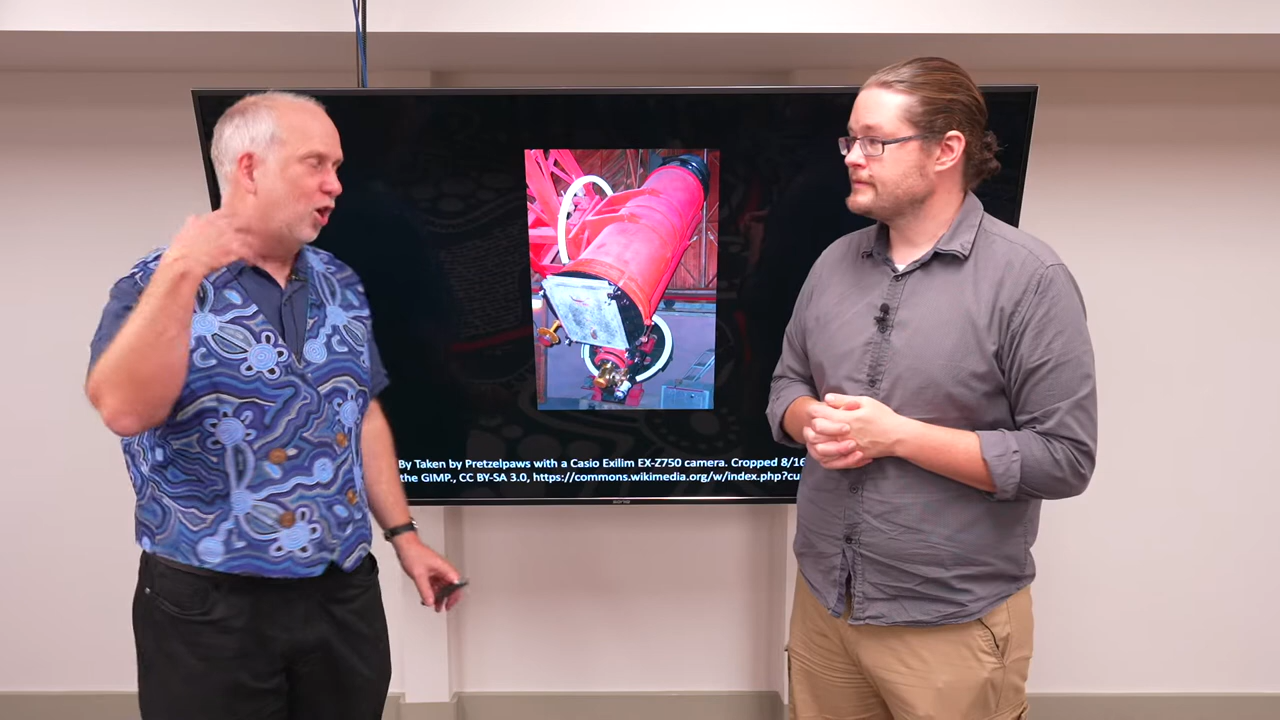 By Taken by Pretzelpaws with a Casio Exilim EX-Z750 camera. Cropped 8/16
the GIMP., CC BY-SA 3.0, https://commons.wikimedia.org/w/index.php?cu